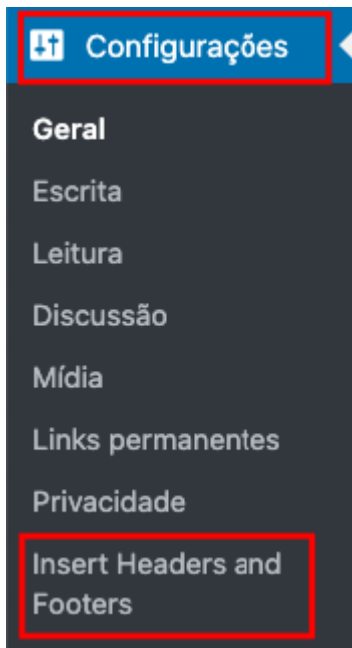 Configurações
Geral
Escrita
Leitura
Discussão
Mídia
Links permanentes
Privacidade
Insert Headers and
Footers